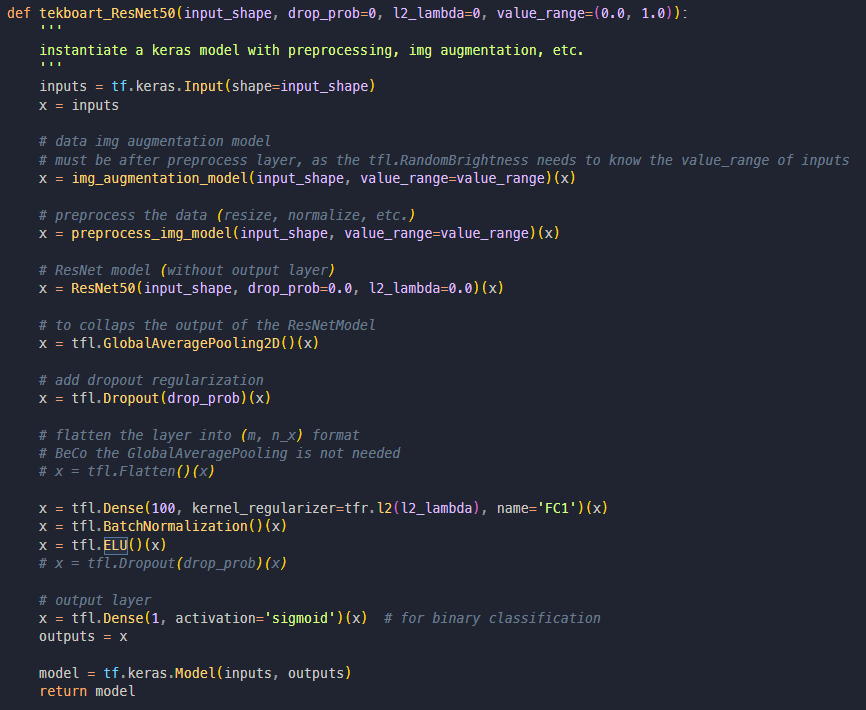 def tekboart_ResNet50(input_shape, drop_prob=0, l2_lambda=0, value_range=(0.0, 1.0)):
    '''
    instantiate a keras model with preprocessing, img augmentation, etc.
    '''
    inputs = tf.keras.Input(shape=input_shape)
    x = inputs

    # data img augmentation model
    # must be after preprocess layer, as the tfl.RandomBrightness needs to know the value_range of inputs
    x = img_augmentation_model(input_shape, value_range=value_range)(x)

    # preprocess the data (resize, normalize, etc.)
    x = preprocess_img_model(input_shape, value_range=value_range)(x)

    # ResNet model (without output layer)
    x = ResNet50(input_shape, drop_prob=0.0, l2_lambda=0.0)(x)

    # to collaps the output of the ResNetModel
    x = tfl.GlobalAveragePooling2D()(x)

    # add dropout regularization
    x = tfl.Dropout(drop_prob)(x)

    # flatten the layer into (m, n_x) format
    # BeCo the GlobalAveragePooling is not needed
    # x = tfl.Flatten()(x)

    x = tfl.Dense(100, kernel_regularizer=tfr.l2(l2_lambda), name='FC1')(x)
    x = tfl.BatchNormalization()(x)
    x = tfl.ELU()(x)
    # x = tfl.Dropout(drop_prob)(x)

    # output layer
    x = tfl.Dense(1, activation='sigmoid')(x)  # for binary classification
    outputs = x

    model = tf.keras.Model(inputs, outputs)
    return model